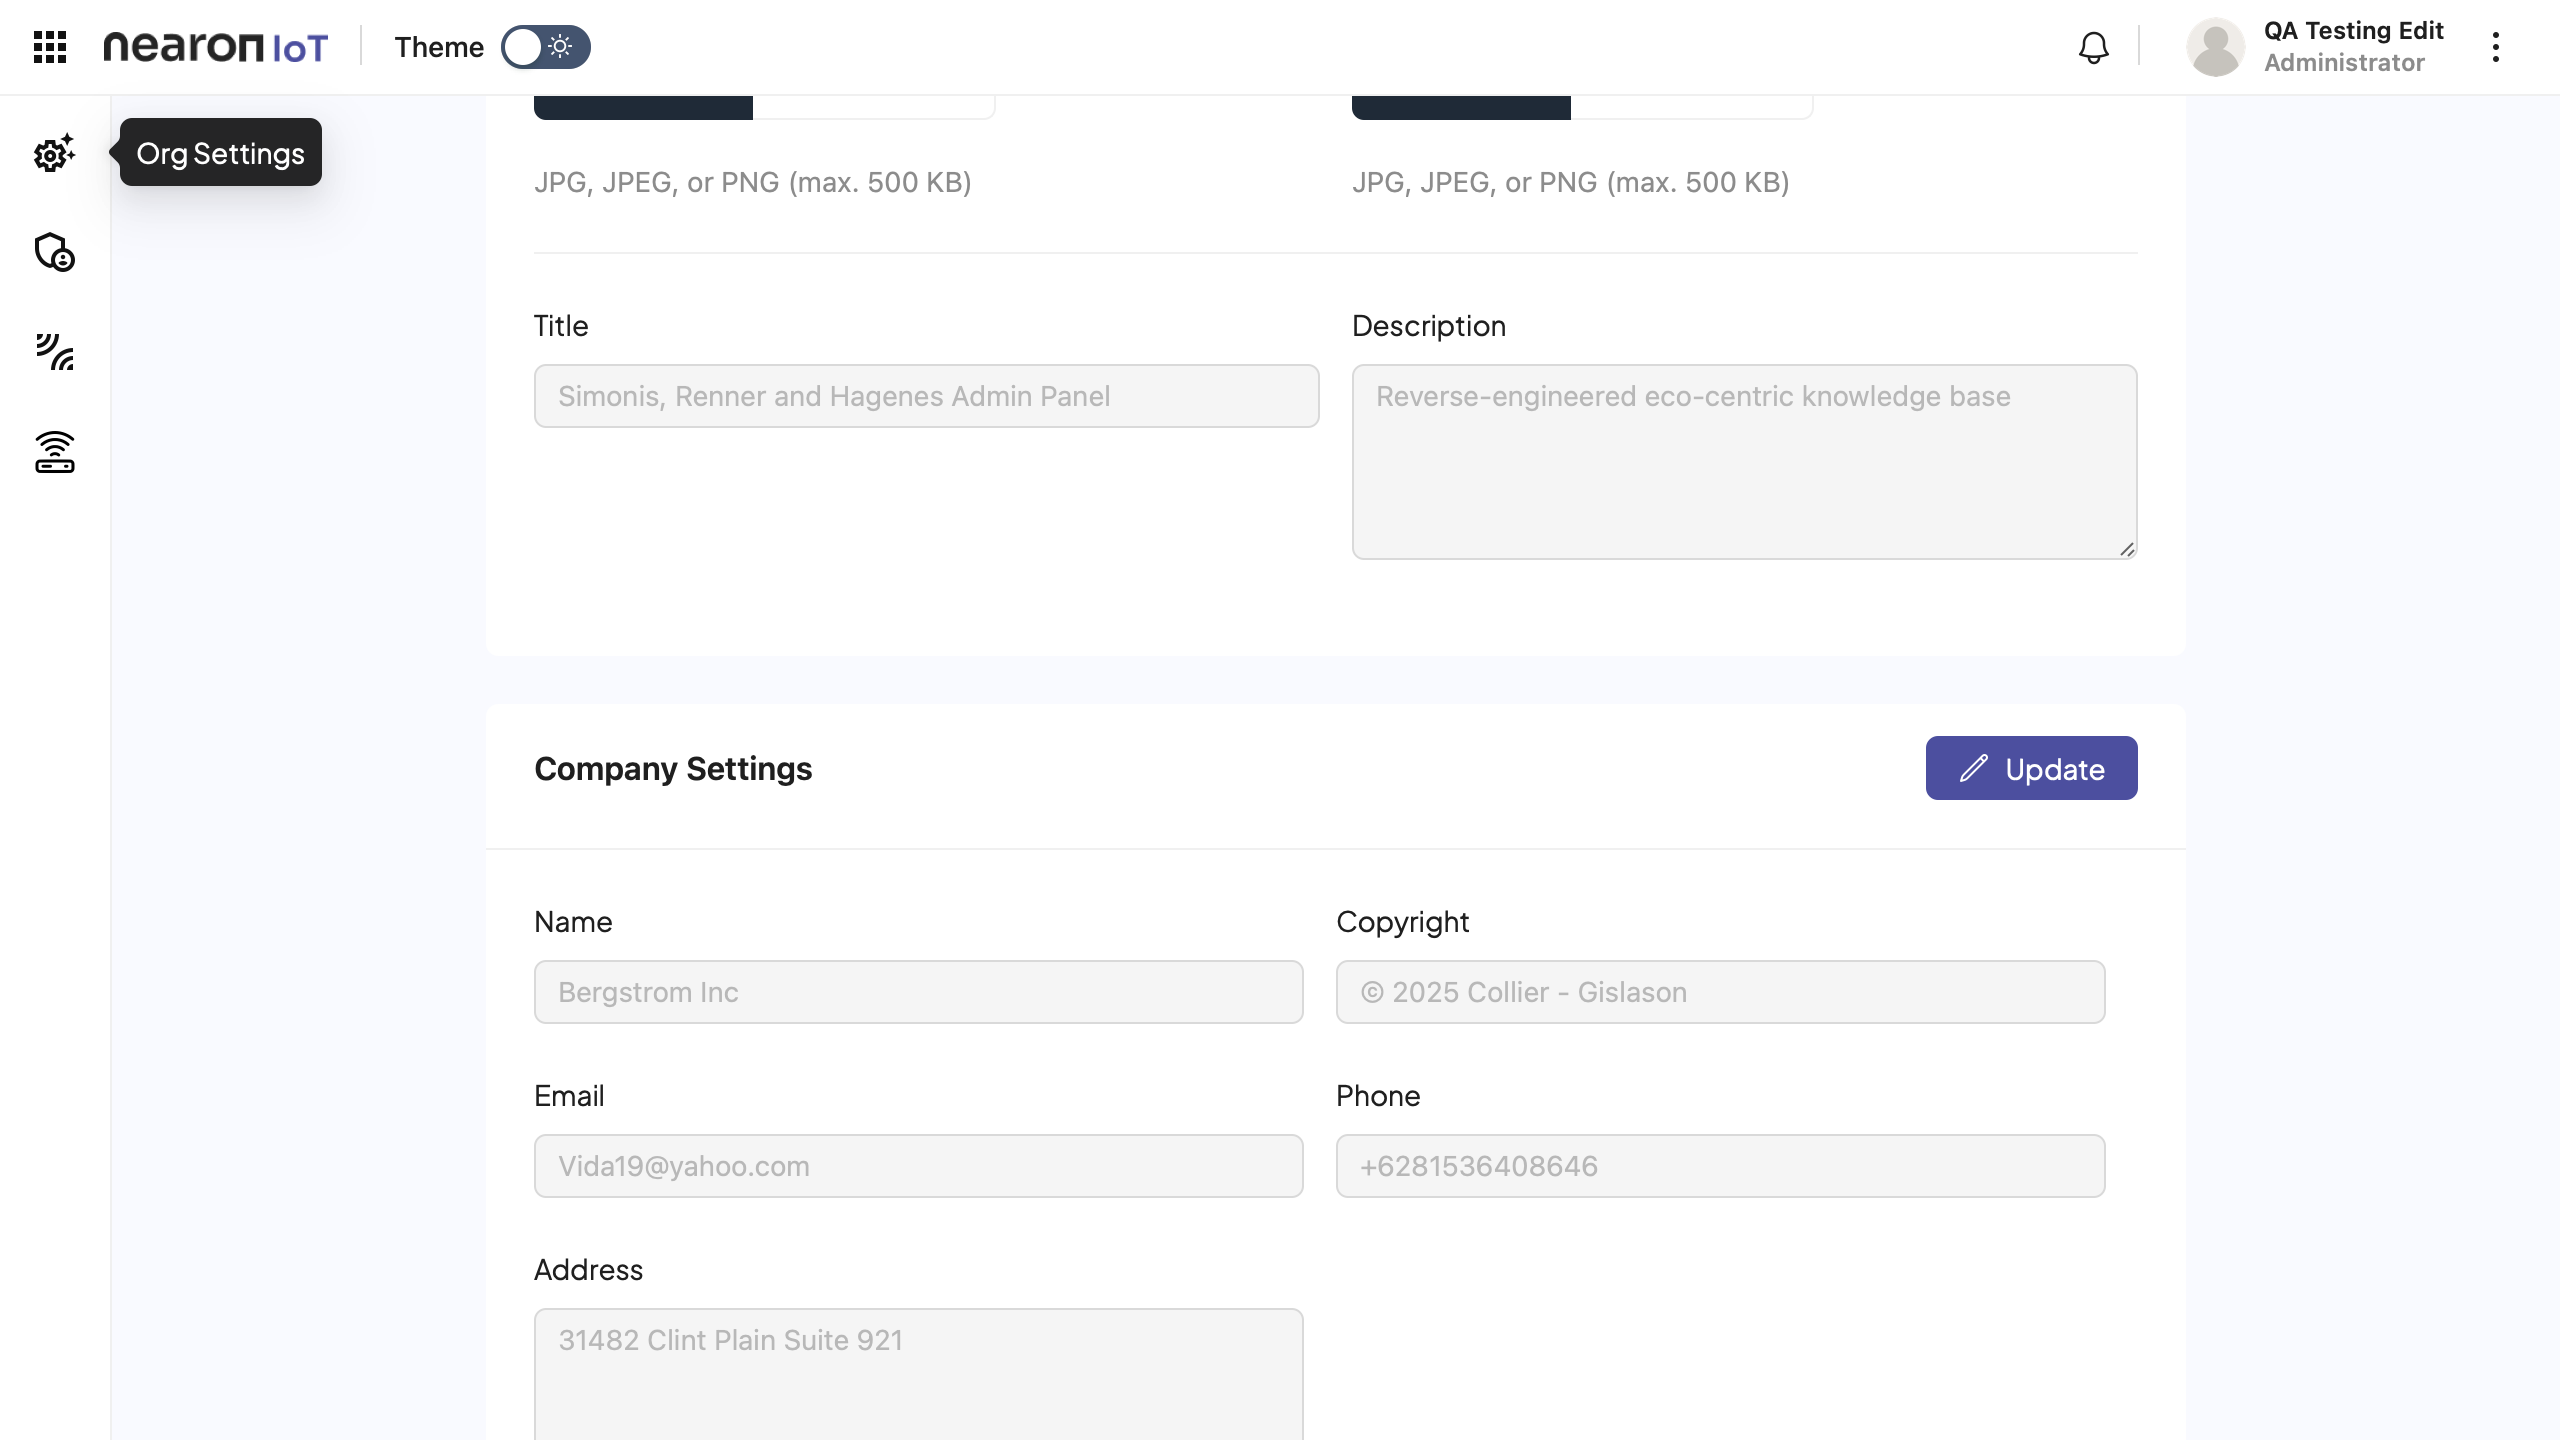 nearon IoT
Theme
QA Testing Edit
Administrator
Org Settings
JPG, JPEG, or PNG (max. 500 KB)
JPG, JPEG, or PNG (max. 500 KB)
Title
Description
Simonis, Renner and Hagenes Admin Panel
Reverse-engineered eco-centric knowledge base
Company Settings
Update
Name
Copyright
Bergstrom Inc
© 2025 Collier - Gislason
Email
Phone
Vida19@yahoo.com
+6281536408646
Address
31482 Clint Plain Suite 921